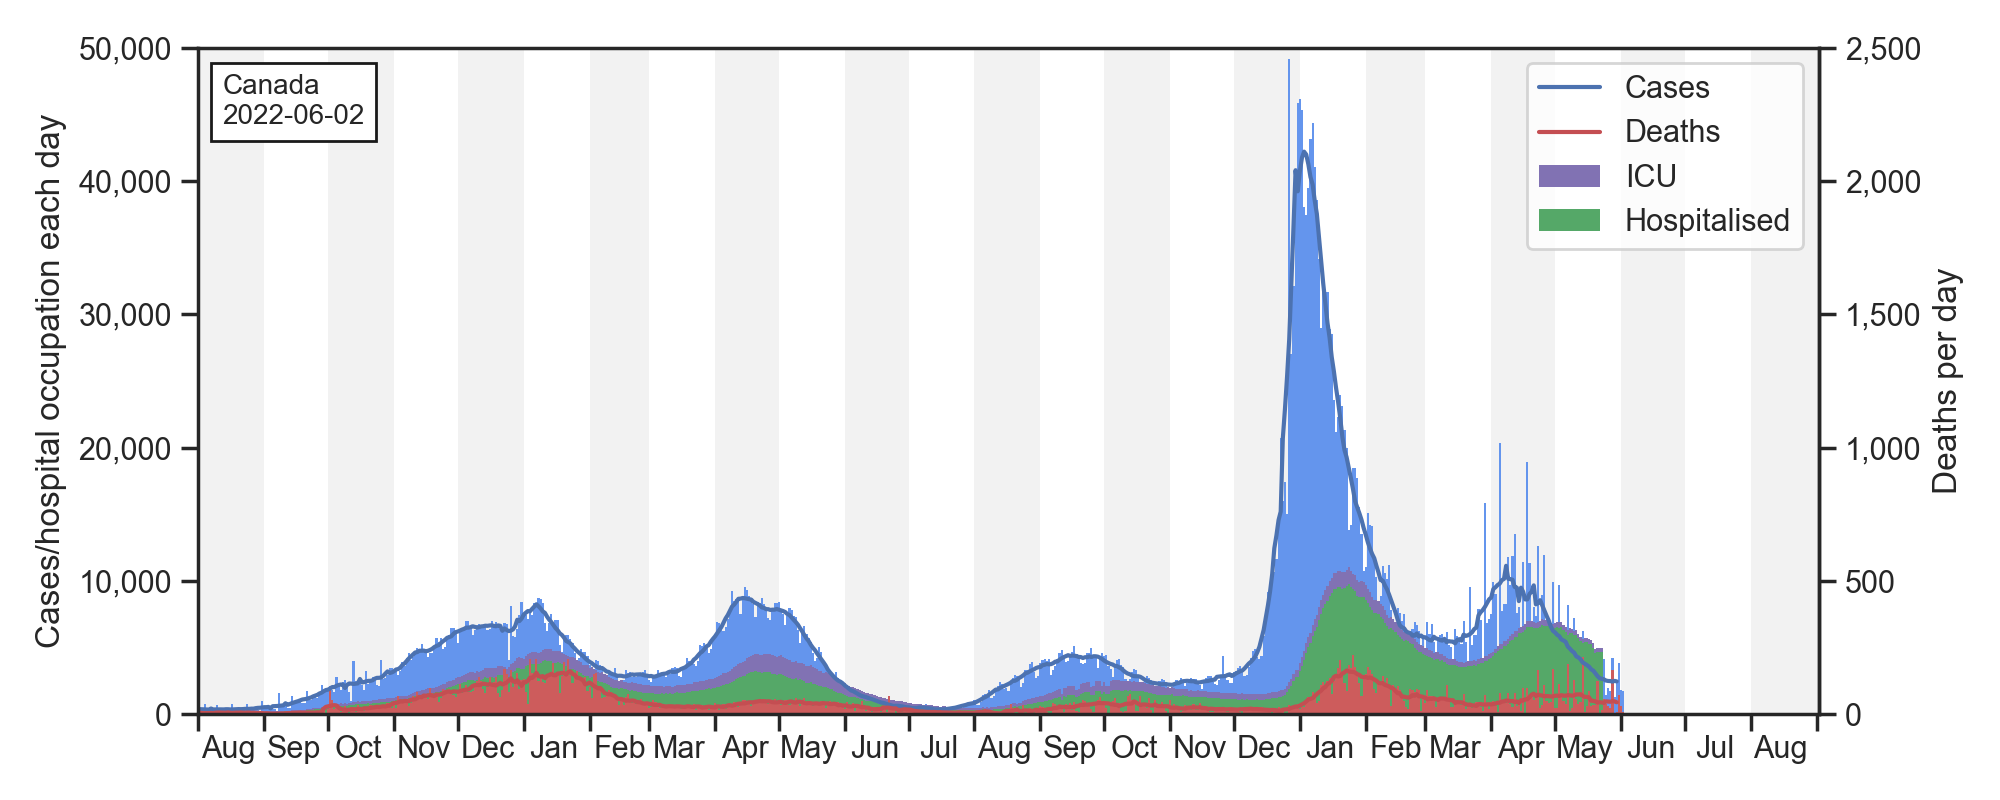 50,000
40,000
30,000
20,000
10,000
0
Cases/hospital occupation each day
Canada
2022-06-02
Cases
Deaths
ICU
Hospitalised
2,500
2,000
1,500
1,000
500
0
Deaths per day
Aug Sep Oct Nov Dec Jan Feb Mar Apr May Jun Jul Aug Sep Oct Nov Dec Jan Feb Mar Apr May Jun Jul Aug